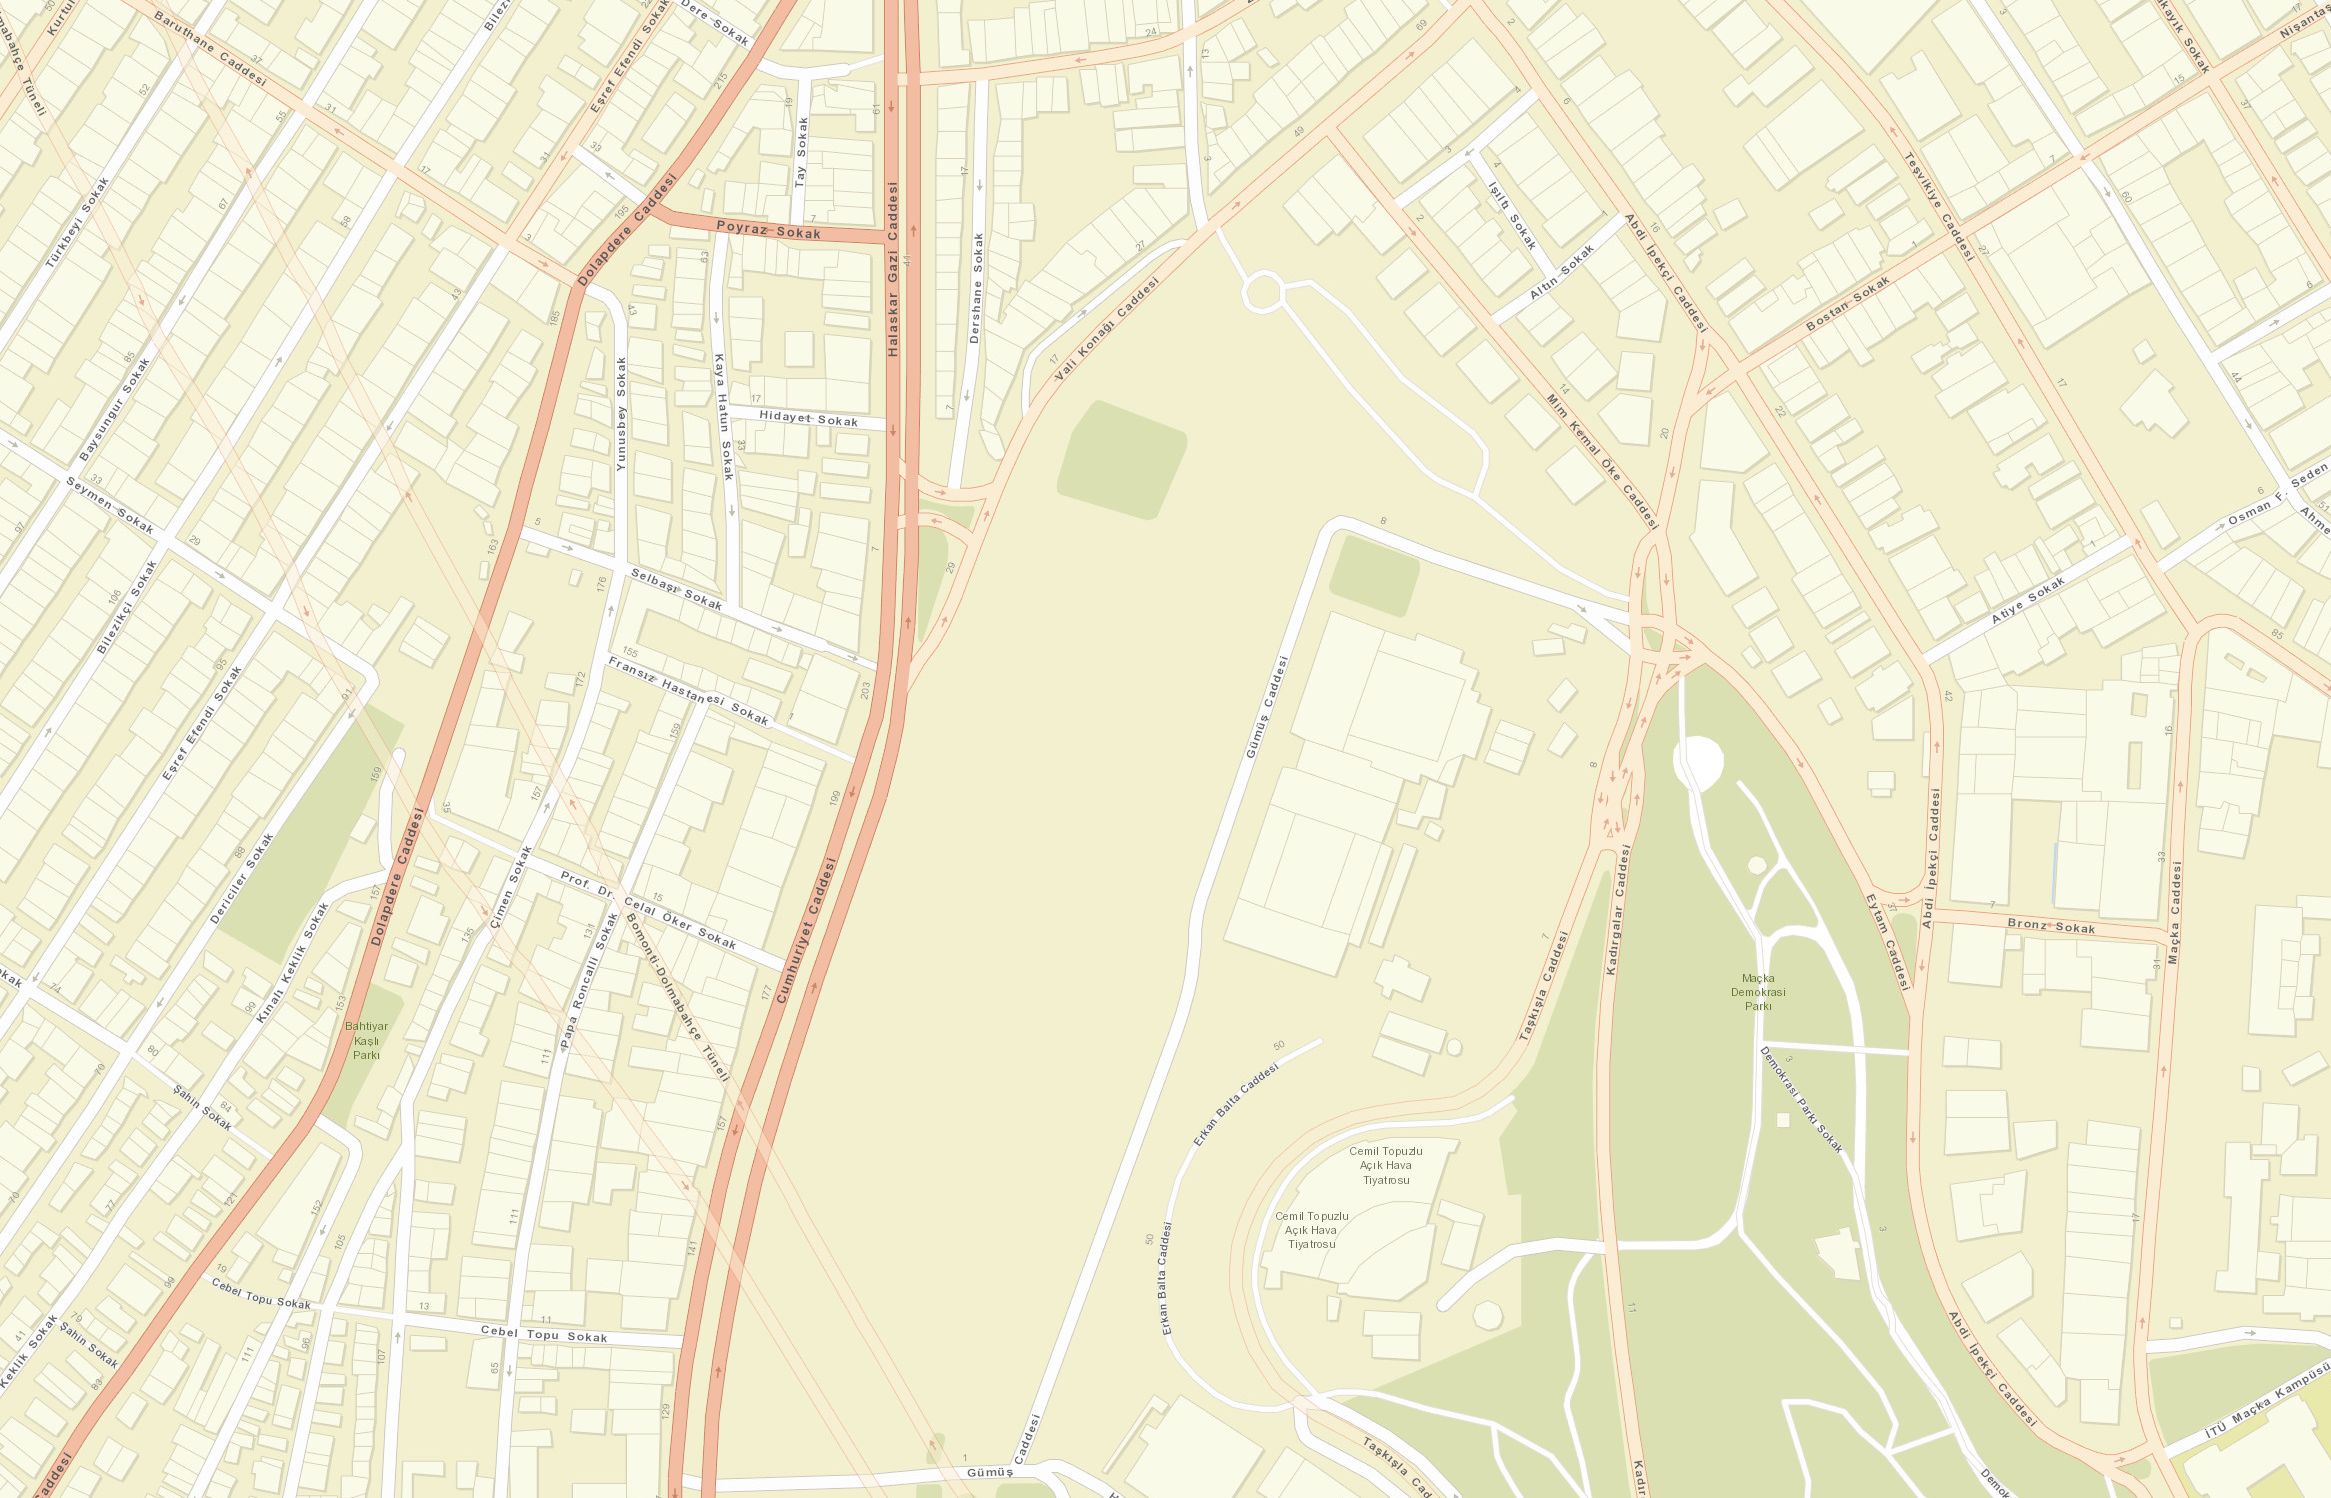 Baruthane Caddesi
Türkbeyi Sokak
Baysungur Sokak
Seymen Sokak
Bilezikçi Sokak
Eşref Efendi Sokak
Eşref Efendi Sokak
Dere Sokak
Tay Sokak
Poyraz Sokak
Dolapdere Caddesi
Halaskar Gazi Caddesi
Dershane Sokak
Yunusbey Sokak
Kaya Hatun Sokak
Hidayet Sokak
Vali Konağı Caddesi
Selbaşı Sokak
Fransız Hastanesi Sokak
Işıltı Sokak
Altın Sokak
Abdi İpekçi Caddesi
Mim Kemal Öke Caddesi
Bostan Sokak
Teşvikiye Caddesi
Atiye Sokak
Osman F. Seden
Gümüş Caddesi
Dericiler Sokak
Kınalı Keklik Sokak
Dolapdere Caddesi
Çimen Sokak
Prof. Dr. Celal Öker Sokak
Papa Roncalli Sokak
Bomonti-Dolmabahçe Tüneli
Cumhuriyet Caddesi
Bahtiyar
Kaşlı
Parkı
Şahin Sokak
Cebel Topu Sokak
Cebel Topu Sokak
Şahin Sokak
Keklik Sokak
Erkan Balta Caddesi
Erkan Balta Caddesi
Cemil Topuzlu
Açık Hava
Tiyatrosu
Cemil Topuzlu
Açık Hava
Tiyatrosu
Taşkışla Caddesi
Kadırgalar Caddesi
Maçka
Demokrasi
Parkı
Demokrasi Parkı Sokak
Eytam Caddesi
Abdi İpekçi Caddesi
Bronz Sokak
Maçka Caddesi
Abdi İpekçi Caddesi
İTÜ Maçka Kampüsü
Gümüş Caddesi